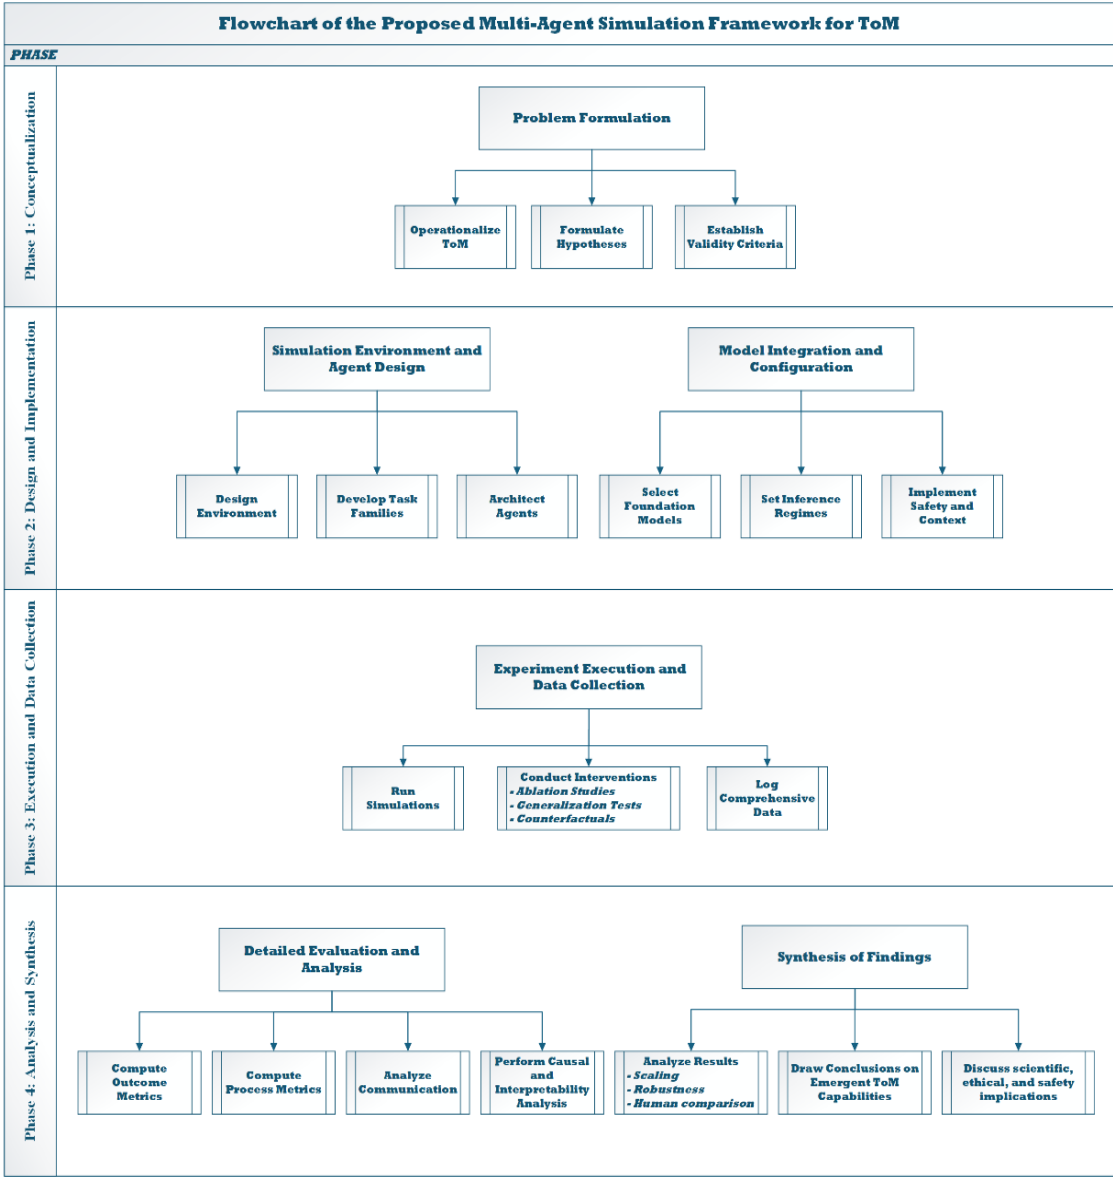 Flowchart of the Proposed Multi-Agent Simulation Framework for ToM
PHASE
Phase 1: Conceptualization
Problem Formulation
Operationalize
ToM
Formulate
Hypotheses
Establish
Validity Criteria
Phase 2: Design and Implementation
Simulation Environment and
Agent Design
Model Integration and
Configuration
Design
Environment
Develop Task
Families
Architect
Agents
Select
Foundation
Models
Set Inference
Regimes
Implement
Safety and
Context
Phase 3: Execution and Data Collection
Experiment Execution and
Data Collection
Run
Simulations
Conduct Interventions
- Ablation Studies
- Generalization Tests
- Counterfactuals
Log
Comprehensive
Data
Phase 4: Analysis and Synthesis
Detailed Evaluation and
Analysis
Synthesis of Findings
Compute
Outcome
Metrics
Compute
Process Metrics
Analyze
Communication
Perform Causal
and
Interpretability
Analysis
Analyze Results
- Scaling
- Robustness
- Human comparison
Draw Conclusions on
Emergent ToM
Capabilities
Discuss scientific,
ethical, and safety
implications